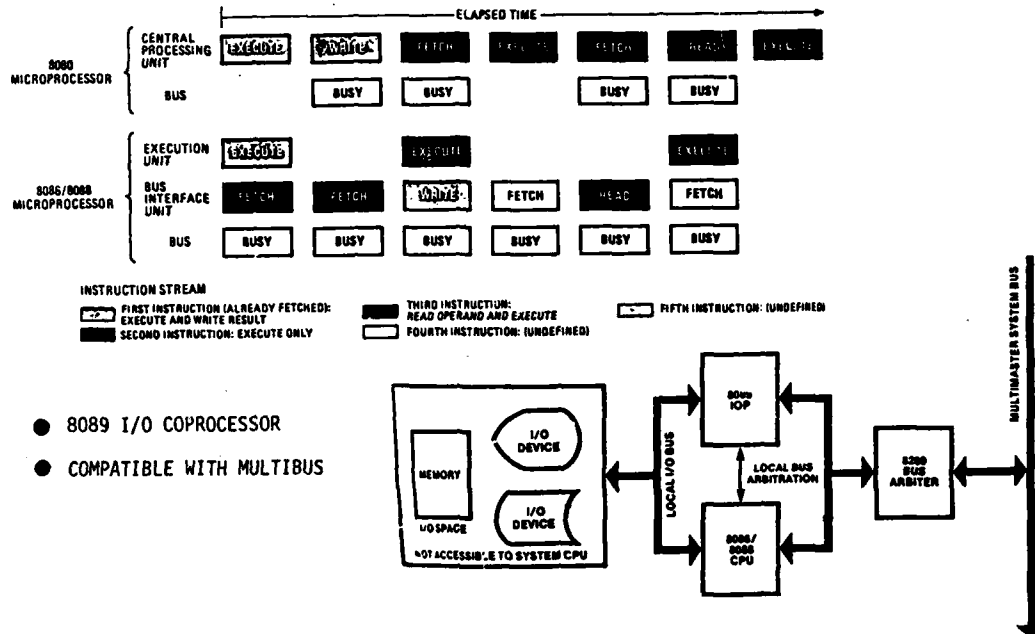 ELAPSED TIME
8080 MICROPROCESSOR
CENTRAL PROCESSING UNIT
EXECUTE WRITE FETCH EXECUTE FETCH READ EXECUTE
BUS
BUSY BUSY BUSY BUSY
8086/8088 MICROPROCESSOR
EXECUTION UNIT
EXECUTE EXECUTE EXECUTE
BUS INTERFACE UNIT
FETCH FETCH WRITE FETCH READ FETCH
BUS
BUSY BUSY BUSY BUSY BUSY BUSY
INSTRUCTION STREAM
FIRST INSTRUCTION (ALREADY FETCHED):
EXECUTE AND WRITE RESULT
SECOND INSTRUCTION: EXECUTE ONLY
THIRD INSTRUCTION:
READ OPERAND AND EXECUTE
FOURTH INSTRUCTION: (UNDEFINED)
FIFTH INSTRUCTION: (UNDEFINED)
● 8089 I/O COPROCESSOR
● COMPATIBLE WITH MULTIBUS
MEMORY
I/O
DEVICE
I/O
DEVICE
I/O SPACE
NOT ACCESSIBLE TO SYSTEM CPU
LOCAL I/O BUS
IOP
LOCAL BUS
ARBITRATION
8086/
8088
CPU
BUS
ARBITER
MULTIMASTER SYSTEM BUS